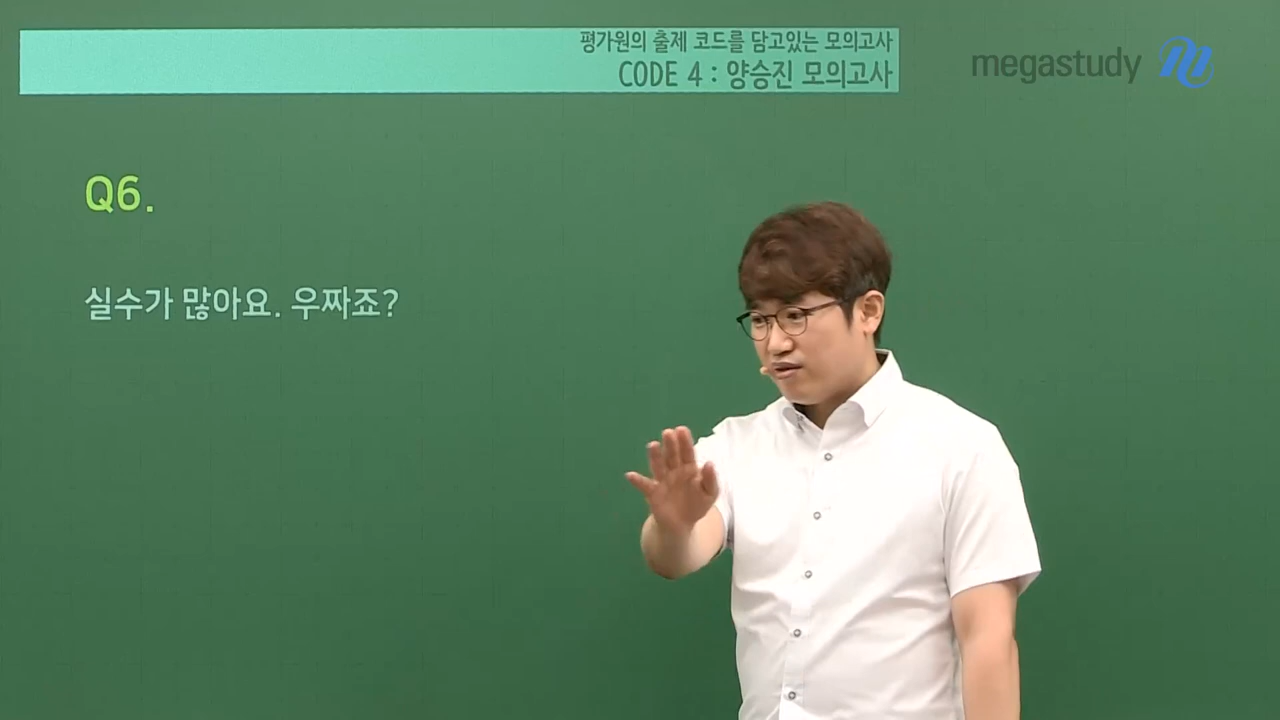 평가원의 출제 코드를 담고있는 모의고사
CODE 4 : 양승진 모의고사
megastudy
Q6.
실수가 많아요. 우짜죠?